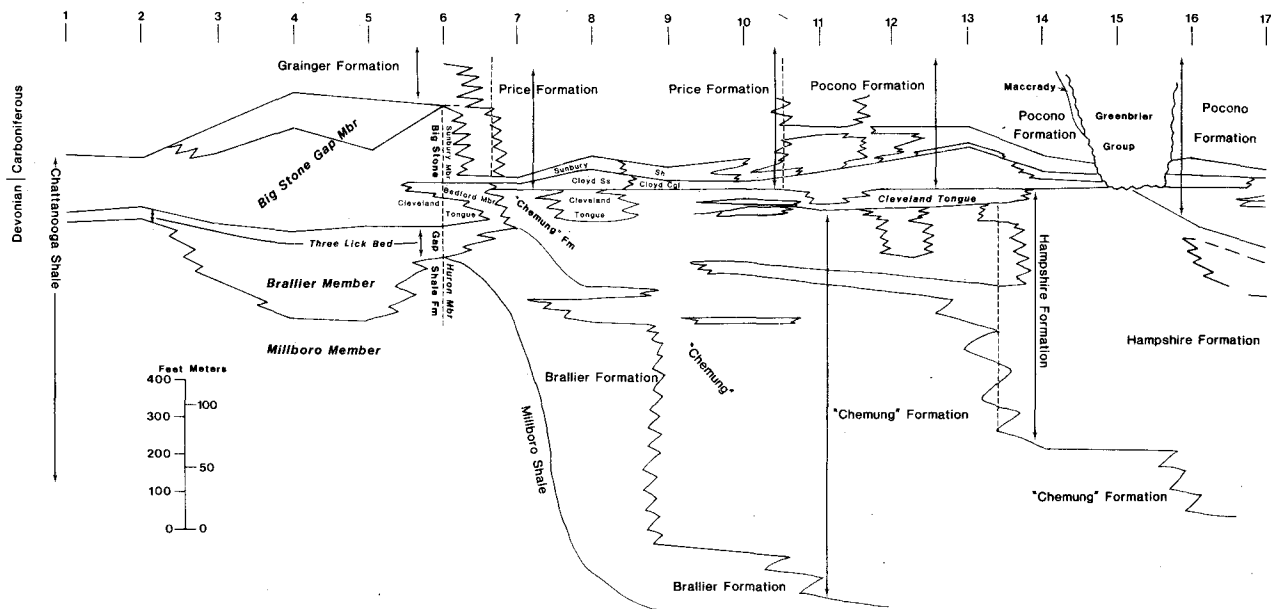 1 2 3 4 5 6 7 8 9 10 11 12 13 14 15 16 17
Grainger Formation
Price Formation
Price Formation
Pocono Formation
Maccrady
Pocono
Formation
Greenbrier
Group
Pocono
Formation
Devonian | Carboniferous
Chattanooga Shale
Big Stone Gap Mbr
Big Stone
Gap
Shale Fm
Sunbury Mbr
Sunbury
Sh
Cloyd Ss
Cloyd Cgl
Bedford Mbr
Cleveland
Tongue
"Chemung" Fm
Cleveland
Tongue
Cleveland Tongue
Three Lick Bed
Huron Mbr
Brallier Member
Millboro Member
Hampshire Formation
Hampshire Formation
Brallier Formation
"Chemung"
Millboro Shale
"Chemung" Formation
"Chemung" Formation
Brallier Formation
Feet Meters
400
300
200
100
0
100
50
0